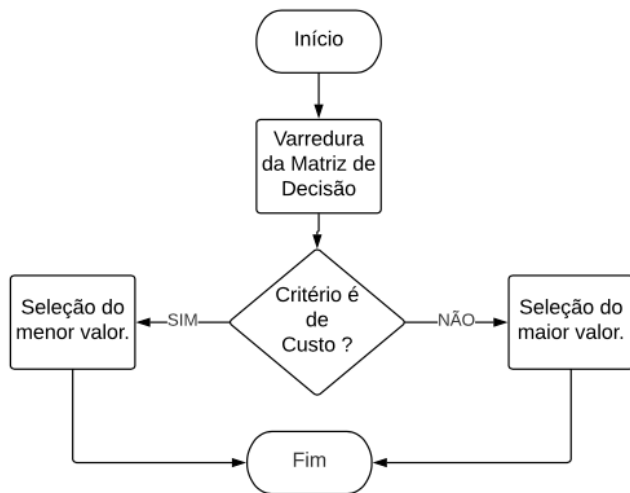 Início
Varredura
da Matriz de
Decisão
Critério é
de
Custo ?
SIM
NÃO
Seleção do
menor valor.
Seleção do
maior valor.
Fim